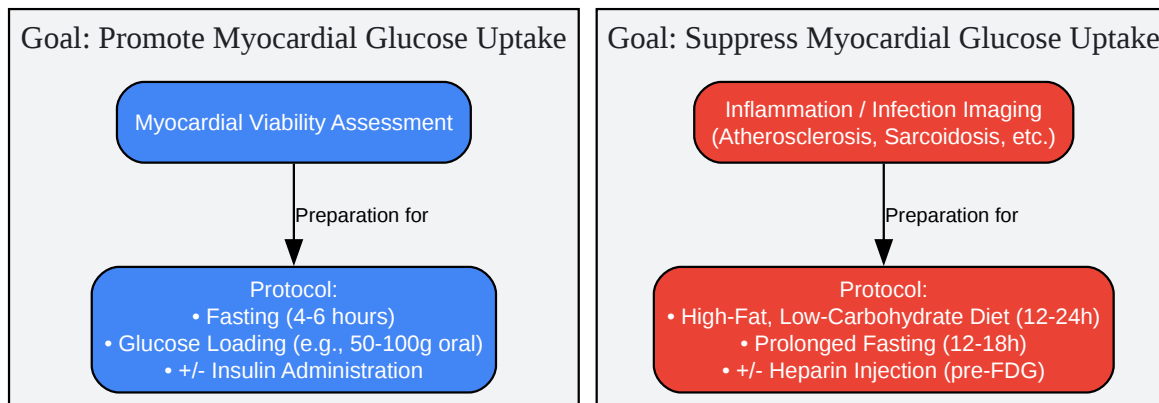 Goal: Promote Myocardial Glucose Uptake
Myocardial Viability Assessment
Preparation for
Protocol:
• Fasting (4-6 hours)
• Glucose Loading (e.g., 50-100g oral)
• +/- Insulin Administration
Goal: Suppress Myocardial Glucose Uptake
Inflammation / Infection Imaging
(Atherosclerosis, Sarcoidosis, etc.)
Preparation for
Protocol:
• High-Fat, Low-Carbohydrate Diet (12-24h)
• Prolonged Fasting (12-18h)
• +/- Heparin Injection (pre-FDG)